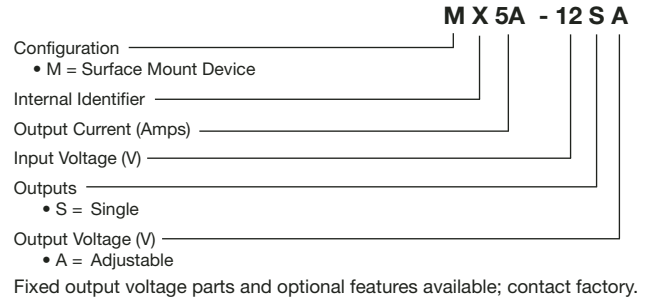 M X 5A - 12 S A
Configuration
• M = Surface Mount Device
Internal Identifier
Output Current (Amps)
Input Voltage (V)
Outputs
• S = Single
Output Voltage (V)
• A = Adjustable
Fixed output voltage parts and optional features available; contact factory.